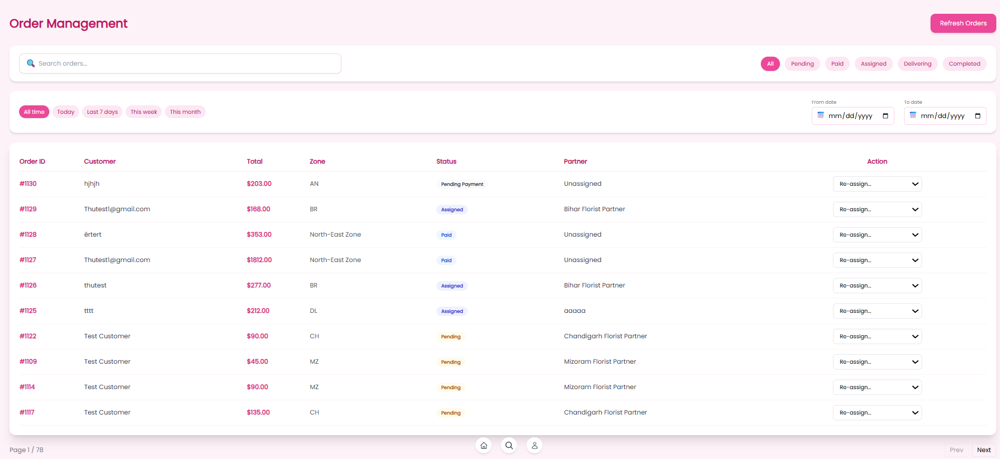 Order Management
Refresh Orders
Search orders...
All Pending Paid Assigned Delivering Completed
All time Today Last 7 days This week This month
From date To date
mm/dd/yyyy mm/dd/yyyy
Order ID Customer Total Zone Status Partner Action
#1130 hjhjh $203.00 AN Pending Payment Unassigned Re-assign...
#1129 Thutest1@gmail.com $168.00 BR Assigned Bihar Florist Partner Re-assign...
#1128 êrtert $353.00 North-East Zone Paid Unassigned Re-assign...
#1127 Thutest1@gmail.com $1812.00 North-East Zone Paid Unassigned Re-assign...
#1126 thutest $277.00 BR Assigned Bihar Florist Partner Re-assign...
#1125 tttt $212.00 DL Assigned aaaaa Re-assign...
#1122 Test Customer $90.00 CH Pending Chandigarh Florist Partner Re-assign...
#1109 Test Customer $45.00 MZ Pending Mizoram Florist Partner Re-assign...
#1114 Test Customer $90.00 MZ Pending Mizoram Florist Partner Re-assign...
#1117 Test Customer $135.00 CH Pending Chandigarh Florist Partner Re-assign...
Page 1 / 78 Prev Next